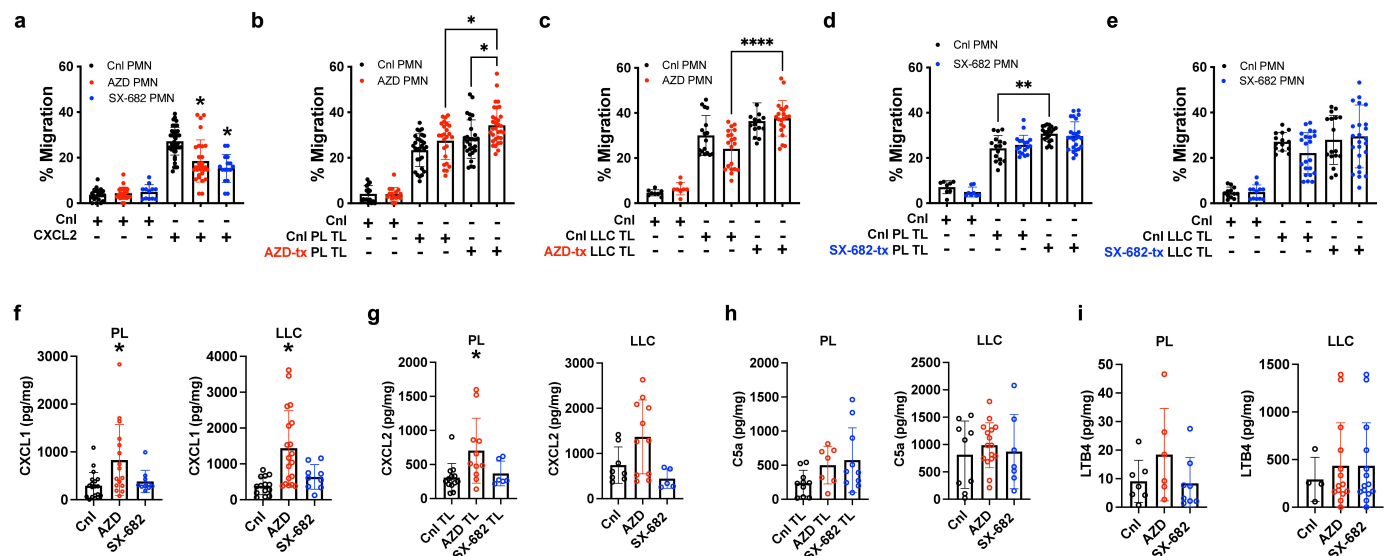 a
% Migration
60
40
20
0
Cnl PMN
AZD PMN
SX-682 PMN
*
*
Cnl + + + - - -
CXCL2 - - - + + +
b
% Migration
60
40
20
0
Cnl PMN
AZD PMN
*
*
Cnl + + - - - -
Cnl PL TL - - + + - -
AZD-tx PL TL - - - - + +
c
% Migration
60
40
20
0
Cnl PMN
AZD PMN
****
Cnl + + - - - -
Cnl LLC TL - - + + - -
AZD-tx LLC TL - - - - + +
d
% Migration
60
40
20
0
Cnl PMN
SX-682 PMN
**
Cnl + + - - - -
Cnl PL TL - - + + - -
SX-682-tx PL TL - - - - + +
e
% Migration
60
40
20
0
Cnl PMN
SX-682 PMN
Cnl + + - - - -
Cnl LLC TL - - + + - -
SX-682-tx LLC TL - - - - + +
f
PL
*
CXCL1 (pg/mg)
3000
2000
1000
0
Cnl
AZD
SX-682
LLC
*
CXCL1 (pg/mg)
4000
3000
2000
1000
0
Cnl
AZD
SX-682
g
PL
*
CXCL2 (pg/mg)
2000
1500
1000
500
0
Cnl TL
AZD TL
SX-682 TL
LLC
CXCL2 (pg/mg)
3000
2000
1000
0
Cnl
AZD
SX-682
h
PL
C5a (pg/mg)
2000
1500
1000
500
0
Cnl TL
AZD TL
SX-682 TL
LLC
C5a (pg/mg)
2500
2000
1500
1000
500
0
Cnl
AZD
SX-682
i
PL
LTB4 (pg/mg)
50
40
30
20
10
0
Cnl
AZD
SX-682
LLC
LTB4 (pg/mg)
1500
1000
500
0
Cnl
AZD
SX-682